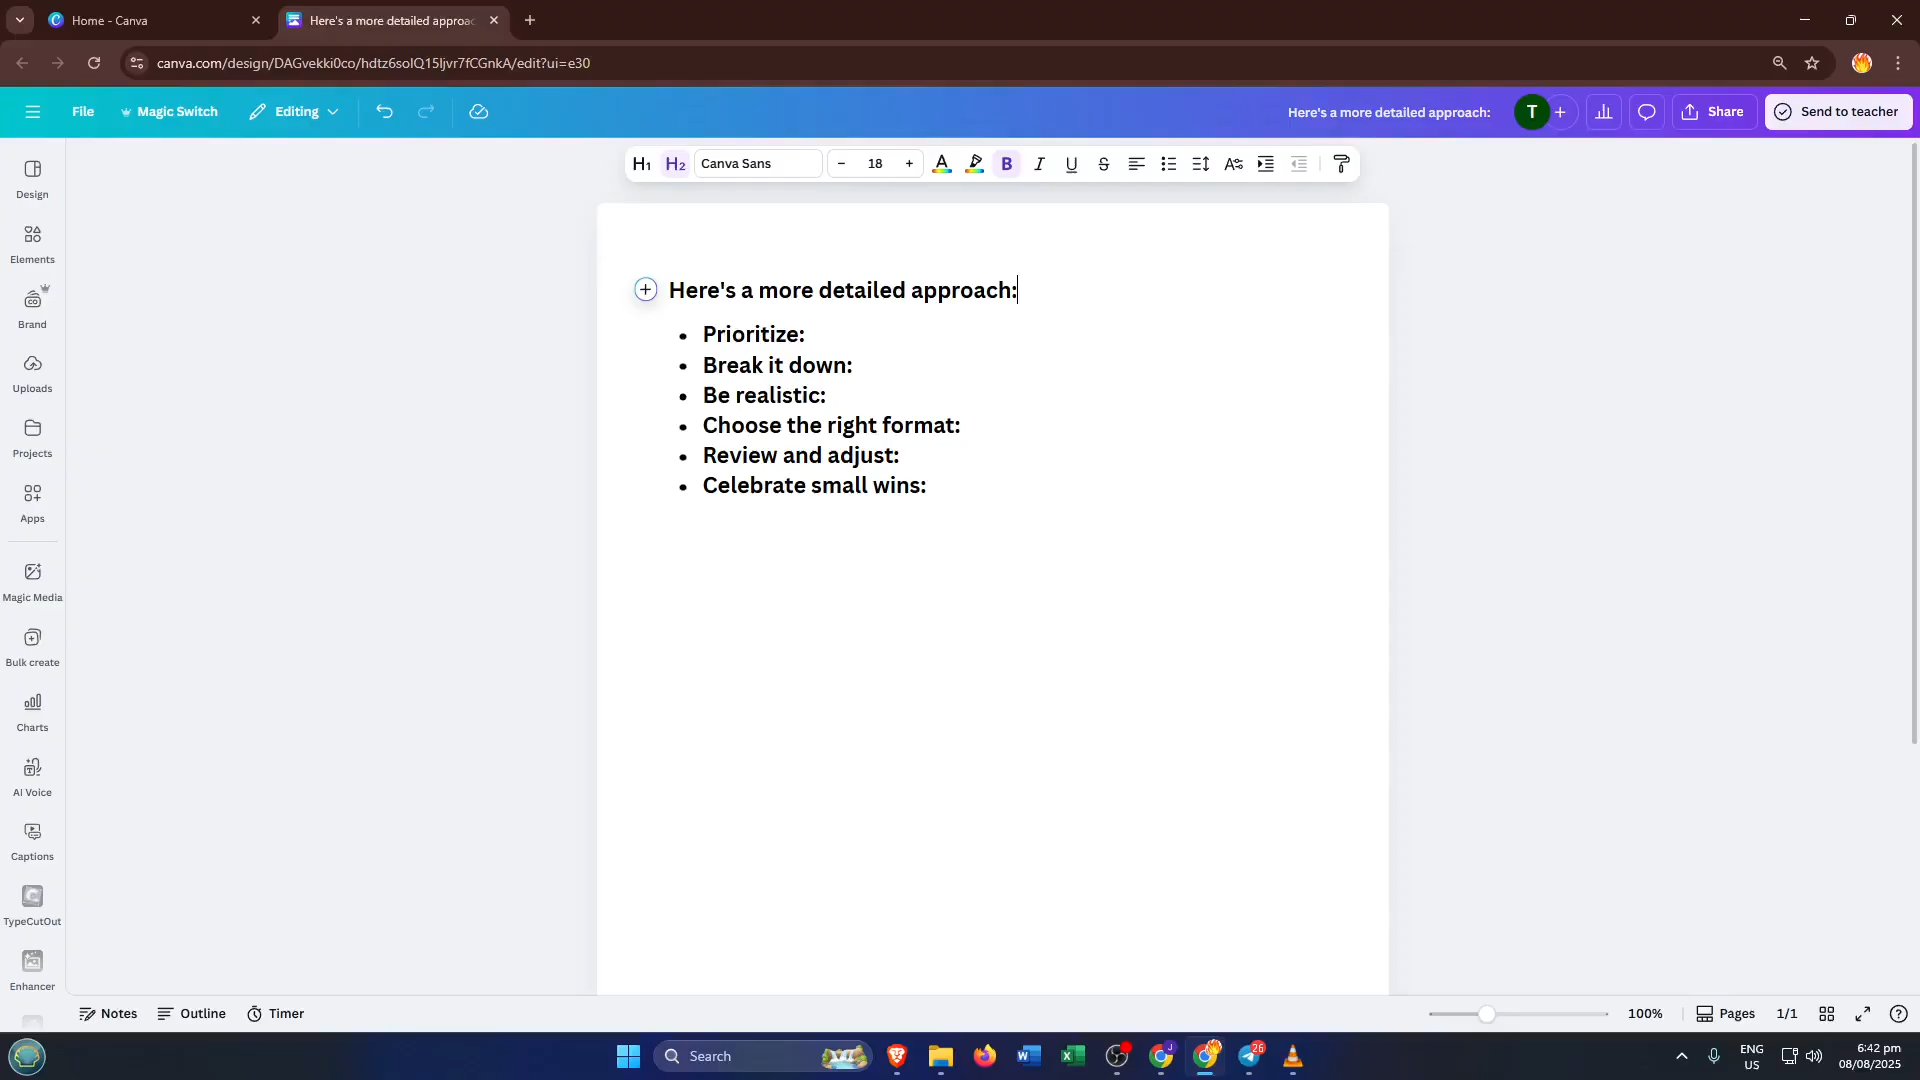 Home - Canva
Here's a more detailed approac
canva.com/design/DAGvekki0co/hdtz6solQ15ljvr7fCGnkA/edit?ui=e30
File
Magic Switch
Editing
Here's a more detailed approach:
T
Share
Send to teacher
H1
H2
Canva Sans
18
B
I
U
S
Design
Elements
Brand
Uploads
Projects
Apps
Magic Media
Bulk create
Charts
AI Voice
Captions
TypeCutOut
Enhancer
Here's a more detailed approach:
• Prioritize:
• Break it down:
• Be realistic:
• Choose the right format:
• Review and adjust:
• Celebrate small wins:
Notes
Outline
Timer
100%
Pages
1/1
Search
26
ENG
US
6:42 pm
08/08/2025